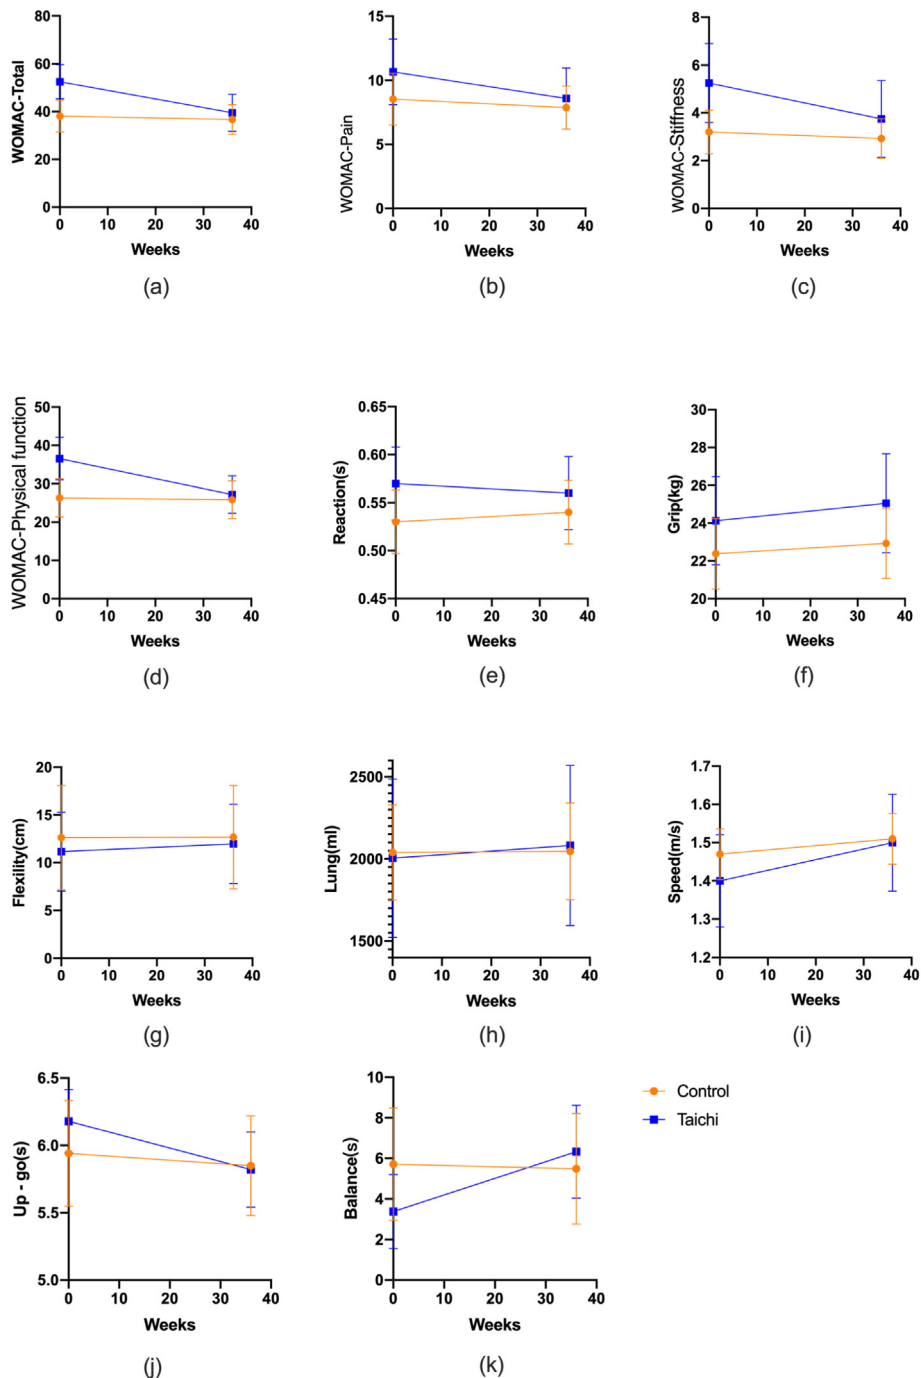 WOMAC-Total
80
60
40
20
0
0 10 20 30 40
Weeks
(a)
WOMAC-Pain
15
10
5
0
0 10 20 30 40
Weeks
(b)
WOMAC-Stiffness
8
6
4
2
0
0 10 20 30 40
Weeks
(c)
WOMAC-Physical function
50
40
30
20
10
0
0 10 20 30 40
Weeks
(d)
Reaction(s)
0.65
0.60
0.55
0.50
0.45
0 10 20 30 40
Weeks
(e)
Grip(kg)
30
28
26
24
22
20
0 10 20 30 40
Weeks
(f)
Flexility(cm)
20
15
10
5
0
0 10 20 30 40
Weeks
(g)
Lung(ml)
2500
2000
1500
0 10 20 30 40
Weeks
(h)
Speed(m/s)
1.7
1.6
1.5
1.4
1.3
1.2
0 10 20 30 40
Weeks
(i)
Up - go(s)
6.5
6.0
5.5
5.0
0 10 20 30 40
Weeks
(j)
Balance(s)
10
8
6
4
2
0
0 10 20 30 40
Weeks
(k)
Control
Taichi